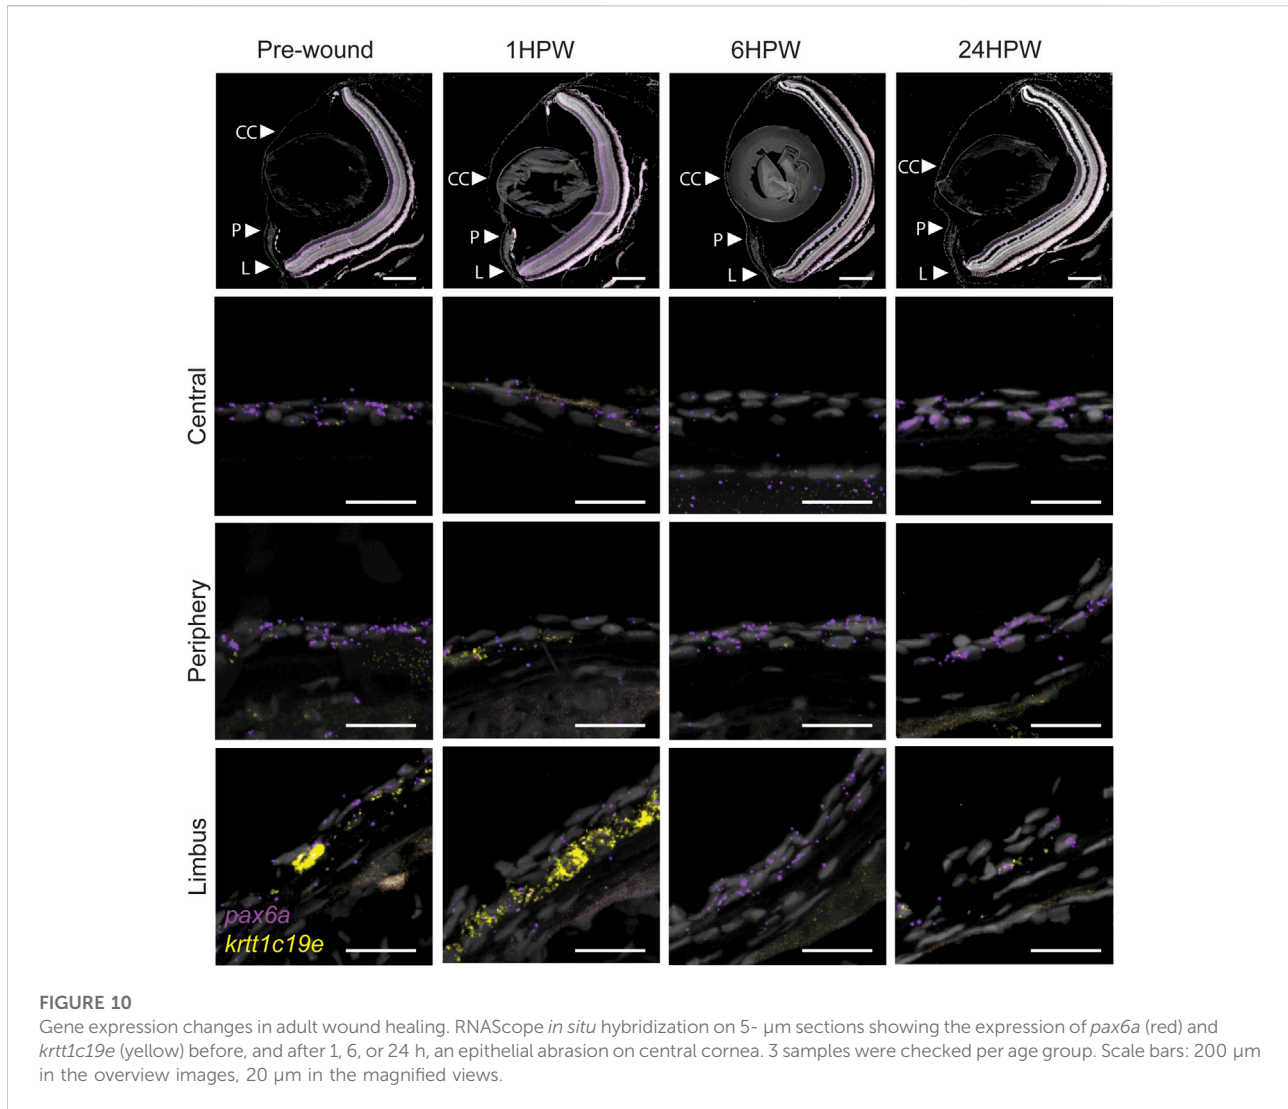 Pre-wound 1HPW 6HPW 24HPW
CC CC CC CC
P P P P
L L L L
Central
Periphery
Limbus
pax6a
krtt1c19e
FIGURE 10
Gene expression changes in adult wound healing. RNAScope in situ hybridization on 5- µm sections showing the expression of pax6a (red) and
krtt1c19e (yellow) before, and after 1, 6, or 24 h, an epithelial abrasion on central cornea. 3 samples were checked per age group. Scale bars: 200 µm
in the overview images, 20 µm in the magnified views.